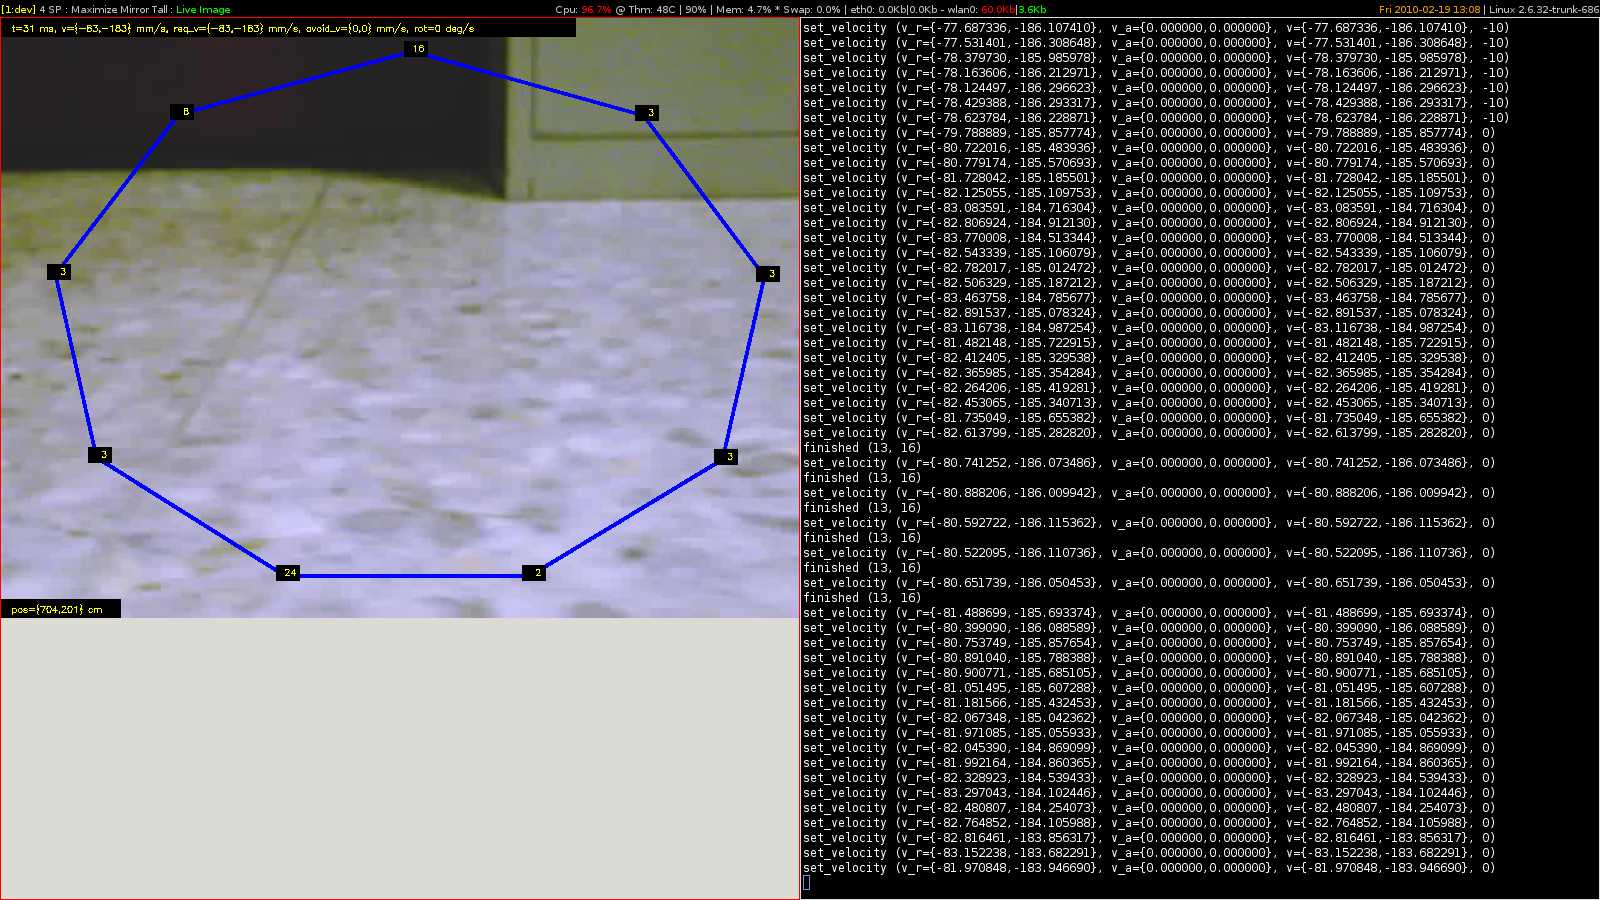 [1:dev] 4 SP : Maximize Mirror Tall : Live Image
Cpu: 96.7% @ Thm: 48C | 90% | Mem: 4.7% * Swap: 0.0% | eth0: 0.0Kb|0.0Kb - wlan0: 60.0Kb|3.6Kb
Fri 2010-02-19 13:08 | Linux 2.6.32-trunk-686
t=31 ms, v={-83,-183} mm/s, req_v={-83,-183} mm/s, avoid_v={0,0} mm/s, rot=0 deg/s
16
8
3
3
3
3
3
24
2
pos={704,201} cm
set_velocity (v_r={-77.687336,-186.107410}, v_a={0.000000,0.000000}, v={-77.687336,-186.107410}, -10)
set_velocity (v_r={-77.531401,-186.308648}, v_a={0.000000,0.000000}, v={-77.531401,-186.308648}, -10)
set_velocity (v_r={-78.379730,-185.985978}, v_a={0.000000,0.000000}, v={-78.379730,-185.985978}, -10)
set_velocity (v_r={-78.163606,-186.212971}, v_a={0.000000,0.000000}, v={-78.163606,-186.212971}, -10)
set_velocity (v_r={-78.124497,-186.296623}, v_a={0.000000,0.000000}, v={-78.124497,-186.296623}, -10)
set_velocity (v_r={-78.429388,-186.293317}, v_a={0.000000,0.000000}, v={-78.429388,-186.293317}, -10)
set_velocity (v_r={-78.623784,-186.228871}, v_a={0.000000,0.000000}, v={-78.623784,-186.228871}, -10)
set_velocity (v_r={-79.788889,-185.857774}, v_a={0.000000,0.000000}, v={-79.788889,-185.857774}, 0)
set_velocity (v_r={-80.722016,-185.483936}, v_a={0.000000,0.000000}, v={-80.722016,-185.483936}, 0)
set_velocity (v_r={-80.779174,-185.570693}, v_a={0.000000,0.000000}, v={-80.779174,-185.570693}, 0)
set_velocity (v_r={-81.728042,-185.185501}, v_a={0.000000,0.000000}, v={-81.728042,-185.185501}, 0)
set_velocity (v_r={-82.125055,-185.109753}, v_a={0.000000,0.000000}, v={-82.125055,-185.109753}, 0)
set_velocity (v_r={-83.083591,-184.716304}, v_a={0.000000,0.000000}, v={-83.083591,-184.716304}, 0)
set_velocity (v_r={-82.806924,-184.912130}, v_a={0.000000,0.000000}, v={-82.806924,-184.912130}, 0)
set_velocity (v_r={-83.770008,-184.513344}, v_a={0.000000,0.000000}, v={-83.770008,-184.513344}, 0)
set_velocity (v_r={-82.543339,-185.106079}, v_a={0.000000,0.000000}, v={-82.543339,-185.106079}, 0)
set_velocity (v_r={-82.782017,-185.012472}, v_a={0.000000,0.000000}, v={-82.782017,-185.012472}, 0)
set_velocity (v_r={-82.506329,-185.187212}, v_a={0.000000,0.000000}, v={-82.506329,-185.187212}, 0)
set_velocity (v_r={-83.463758,-184.785677}, v_a={0.000000,0.000000}, v={-83.463758,-184.785677}, 0)
set_velocity (v_r={-82.891537,-185.078324}, v_a={0.000000,0.000000}, v={-82.891537,-185.078324}, 0)
set_velocity (v_r={-83.116738,-184.987254}, v_a={0.000000,0.000000}, v={-83.116738,-184.987254}, 0)
set_velocity (v_r={-81.482148,-185.722915}, v_a={0.000000,0.000000}, v={-81.482148,-185.722915}, 0)
set_velocity (v_r={-82.412405,-185.329538}, v_a={0.000000,0.000000}, v={-82.412405,-185.329538}, 0)
set_velocity (v_r={-82.365985,-185.354284}, v_a={0.000000,0.000000}, v={-82.365985,-185.354284}, 0)
set_velocity (v_r={-82.264206,-185.419281}, v_a={0.000000,0.000000}, v={-82.264206,-185.419281}, 0)
set_velocity (v_r={-82.453065,-185.340713}, v_a={0.000000,0.000000}, v={-82.453065,-185.340713}, 0)
set_velocity (v_r={-81.735049,-185.655382}, v_a={0.000000,0.000000}, v={-81.735049,-185.655382}, 0)
set_velocity (v_r={-82.613799,-185.282820}, v_a={0.000000,0.000000}, v={-82.613799,-185.282820}, 0)
finished (13, 16)
set_velocity (v_r={-80.741252,-186.073486}, v_a={0.000000,0.000000}, v={-80.741252,-186.073486}, 0)
finished (13, 16)
set_velocity (v_r={-80.888206,-186.009942}, v_a={0.000000,0.000000}, v={-80.888206,-186.009942}, 0)
finished (13, 16)
set_velocity (v_r={-80.592722,-186.115362}, v_a={0.000000,0.000000}, v={-80.592722,-186.115362}, 0)
finished (13, 16)
set_velocity (v_r={-80.522095,-186.110736}, v_a={0.000000,0.000000}, v={-80.522095,-186.110736}, 0)
finished (13, 16)
set_velocity (v_r={-80.651739,-186.050453}, v_a={0.000000,0.000000}, v={-80.651739,-186.050453}, 0)
finished (13, 16)
set_velocity (v_r={-81.488699,-185.693374}, v_a={0.000000,0.000000}, v={-81.488699,-185.693374}, 0)
set_velocity (v_r={-80.399090,-186.088589}, v_a={0.000000,0.000000}, v={-80.399090,-186.088589}, 0)
set_velocity (v_r={-80.753749,-185.857654}, v_a={0.000000,0.000000}, v={-80.753749,-185.857654}, 0)
set_velocity (v_r={-80.891040,-185.788388}, v_a={0.000000,0.000000}, v={-80.891040,-185.788388}, 0)
set_velocity (v_r={-80.900771,-185.685105}, v_a={0.000000,0.000000}, v={-80.900771,-185.685105}, 0)
set_velocity (v_r={-81.051495,-185.607288}, v_a={0.000000,0.000000}, v={-81.051495,-185.607288}, 0)
set_velocity (v_r={-81.181566,-185.432453}, v_a={0.000000,0.000000}, v={-81.181566,-185.432453}, 0)
set_velocity (v_r={-82.067348,-185.042362}, v_a={0.000000,0.000000}, v={-82.067348,-185.042362}, 0)
set_velocity (v_r={-81.971085,-185.055933}, v_a={0.000000,0.000000}, v={-81.971085,-185.055933}, 0)
set_velocity (v_r={-82.045390,-184.869099}, v_a={0.000000,0.000000}, v={-82.045390,-184.869099}, 0)
set_velocity (v_r={-81.992164,-184.860365}, v_a={0.000000,0.000000}, v={-81.992164,-184.860365}, 0)
set_velocity (v_r={-82.328923,-184.539433}, v_a={0.000000,0.000000}, v={-82.328923,-184.539433}, 0)
set_velocity (v_r={-83.297043,-184.102446}, v_a={0.000000,0.000000}, v={-83.297043,-184.102446}, 0)
set_velocity (v_r={-82.480807,-184.254073}, v_a={0.000000,0.000000}, v={-82.480807,-184.254073}, 0)
set_velocity (v_r={-82.764852,-184.105988}, v_a={0.000000,0.000000}, v={-82.764852,-184.105988}, 0)
set_velocity (v_r={-82.816461,-183.856317}, v_a={0.000000,0.000000}, v={-82.816461,-183.856317}, 0)
set_velocity (v_r={-83.152238,-183.682291}, v_a={0.000000,0.000000}, v={-83.152238,-183.682291}, 0)
set_velocity (v_r={-81.970848,-183.946690}, v_a={0.000000,0.000000}, v={-81.970848,-183.946690}, 0)